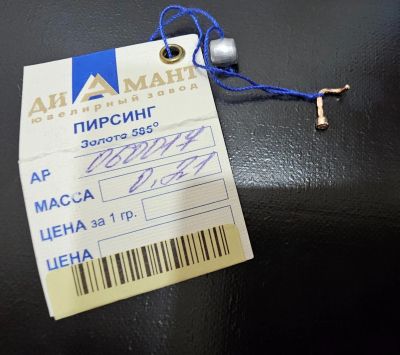 ДИАМАНТ
ювелирный завод
ПИРСИНГ
Золото 585°
АР 060017
МАССА 0,21
ЦЕНА за 1 гр.
ЦЕНА